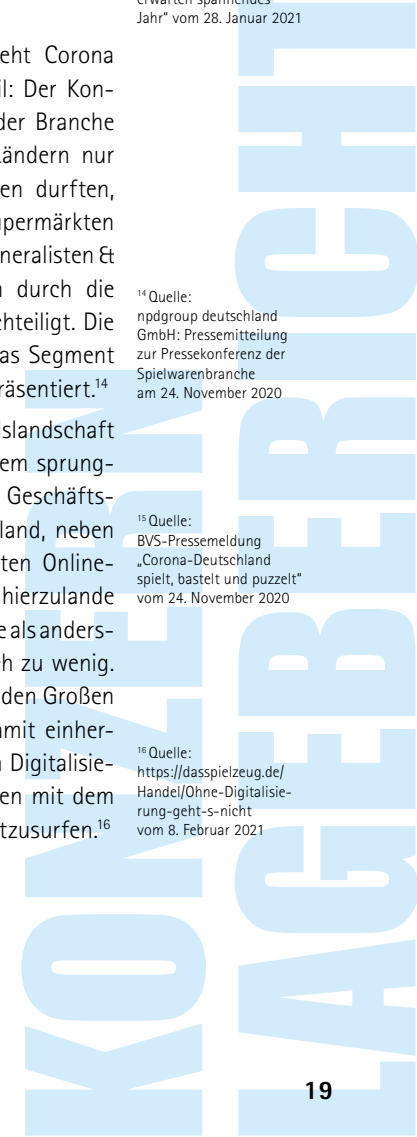 erwarten spannendes
Jahr" vom 28. Januar 2021
eht Corona
il: Der Kon-
der Branche
Ländern nur
en durften,
upermärkten
neralisten &
durch die
hteiligt. Die
as Segment
räsentiert.¹⁴
dslandschaft
em sprung-
Geschäfts-
land, neben
ten Online-
hierzulande
e als anders-
h zu wenig.
den Großen
mit einher-
Digitalisie-
en mit dem
tzusurfen.¹⁶
¹⁴ Quelle:
npdgroup deutschland
GmbH: Pressemitteilung
zur Pressekonferenz der
Spielwarenbranche
am 24. November 2020
¹⁵ Quelle:
BVS-Pressemeldung
„Corona-Deutschland
spielt, bastelt und puzzelt"
vom 24. November 2020
¹⁶ Quelle:
https://dasspielzeug.de/
Handel/Ohne-Digitalisie-
rung-geht-s-nicht
vom 8. Februar 2021
KONZERN
LAGEBERICHT
19